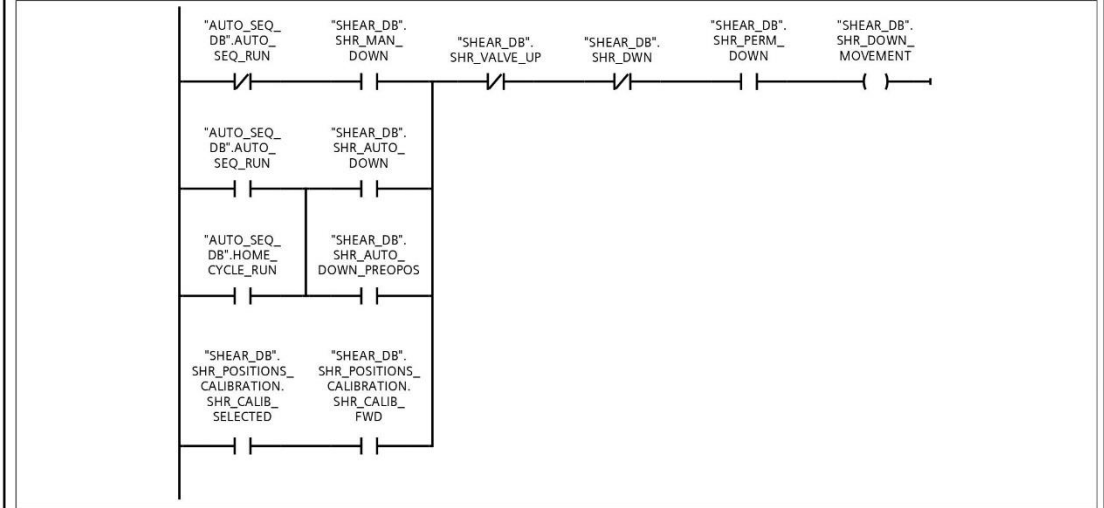 "AUTO_SEQ_
DB".AUTO_
SEQ_RUN
"SHEAR_DB".
SHR_MAN_
DOWN
"SHEAR_DB".
SHR_VALVE_UP
"SHEAR_DB".
SHR_DWN
"SHEAR_DB".
SHR_PERM_
DOWN
"SHEAR_DB".
SHR_DOWN_
MOVEMENT
"AUTO_SEQ_
DB".AUTO_
SEQ_RUN
"SHEAR_DB".
SHR_AUTO_
DOWN
"AUTO_SEQ_
DB".HOME_
CYCLE_RUN
"SHEAR_DB".
SHR_AUTO_
DOWN_PREOPOS
"SHEAR_DB".
SHR_POSITIONS_
CALIBRATION.
SHR_CALIB_
SELECTED
"SHEAR_DB".
SHR_POSITIONS_
CALIBRATION.
SHR_CALIB_
FWD